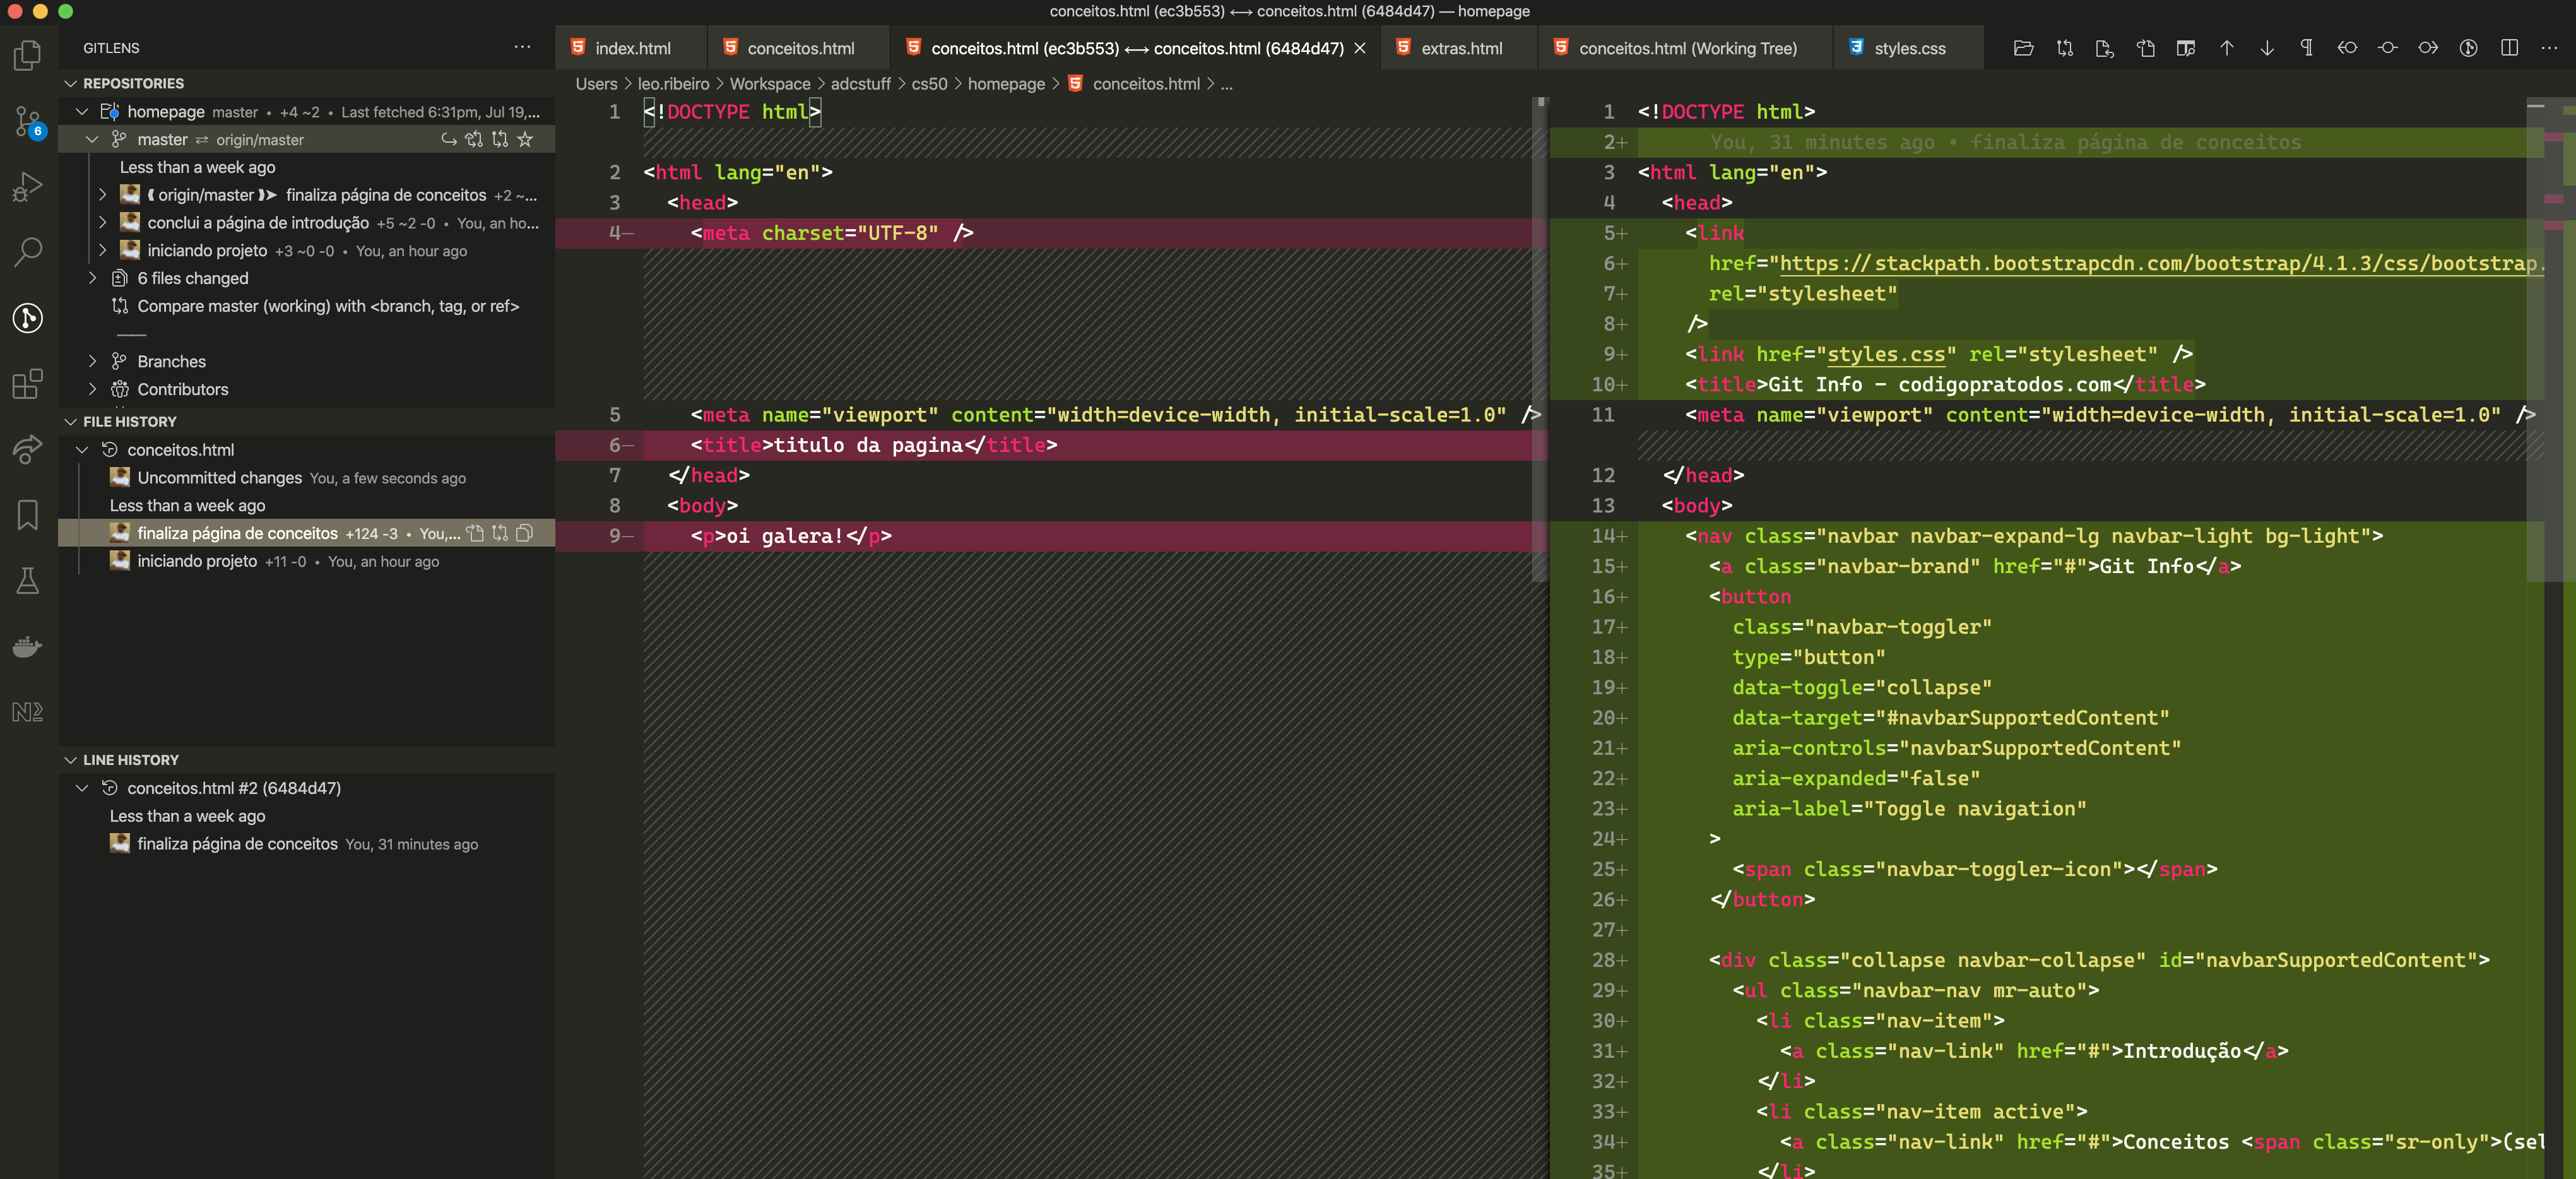 conceitos.html (ec3b553) ⟷ conceitos.html (6484d47) — homepage
GITLENS
index.html
conceitos.html
conceitos.html (ec3b553) ⟷ conceitos.html (6484d47)
extras.html
conceitos.html (Working Tree)
styles.css
REPOSITORIES
homepage master • +4 ~2 • Last fetched 6:31pm, Jul 19,...
master ⇄ origin/master
Less than a week ago
origin/master finaliza página de conceitos +2 ~...
conclui a página de introdução +5 ~2 -0 • You, an ho...
iniciando projeto +3 ~0 -0 • You, an hour ago
6 files changed
Compare master (working) with <branch, tag, or ref>
Branches
Contributors
6
FILE HISTORY
conceitos.html
Uncommitted changes You, a few seconds ago
Less than a week ago
finaliza página de conceitos +124 -3 • You,...
iniciando projeto +11 -0 • You, an hour ago
LINE HISTORY
conceitos.html #2 (6484d47)
Less than a week ago
finaliza página de conceitos You, 31 minutes ago
Users > leo.ribeiro > Workspace > adcstuff > cs50 > homepage > conceitos.html > ...
1 <!DOCTYPE html>
2 <html lang="en">
3 <head>
4— <meta charset="UTF-8" />
5 <meta name="viewport" content="width=device-width, initial-scale=1.0" />
6— <title>titulo da pagina</title>
7 </head>
8 <body>
9— <p>oi galera!</p>
1 <!DOCTYPE html>
2+ You, 31 minutes ago • finaliza página de conceitos
3 <html lang="en">
4 <head>
5+ <link
6+ href="https://stackpath.bootstrapcdn.com/bootstrap/4.1.3/css/bootstrap.
7+ rel="stylesheet"
8+ />
9+ <link href="styles.css" rel="stylesheet" />
10+ <title>Git Info - codigopratodos.com</title>
11 <meta name="viewport" content="width=device-width, initial-scale=1.0" />
12 </head>
13 <body>
14+ <nav class="navbar navbar-expand-lg navbar-light bg-light">
15+ <a class="navbar-brand" href="#">Git Info</a>
16+ <button
17+ class="navbar-toggler"
18+ type="button"
19+ data-toggle="collapse"
20+ data-target="#navbarSupportedContent"
21+ aria-controls="navbarSupportedContent"
22+ aria-expanded="false"
23+ aria-label="Toggle navigation"
24+ >
25+ <span class="navbar-toggler-icon"></span>
26+ </button>
27+
28+ <div class="collapse navbar-collapse" id="navbarSupportedContent">
29+ <ul class="navbar-nav mr-auto">
30+ <li class="nav-item">
31+ <a class="nav-link" href="#">Introdução</a>
32+ </li>
33+ <li class="nav-item active">
34+ <a class="nav-link" href="#">Conceitos <span class="sr-only">(sel
35+ </li>